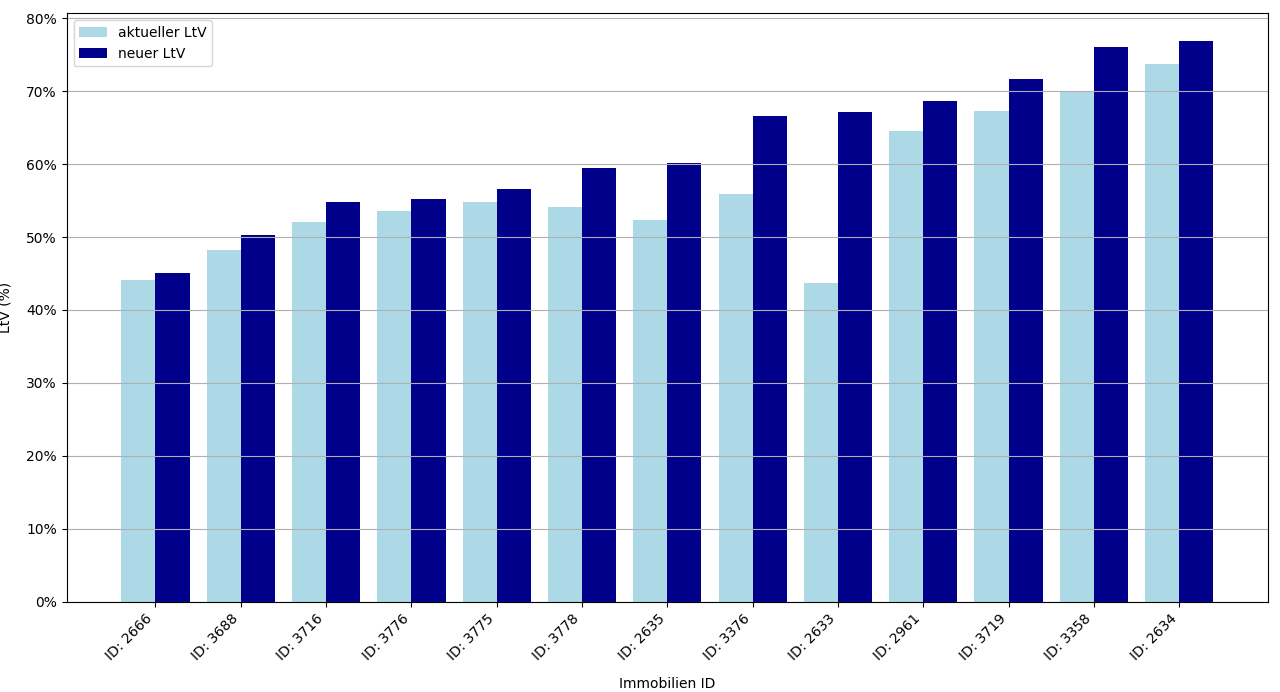 80%
70%
60%
50%
40%
30%
20%
10%
0%
LtV (%)
aktueller LtV
neuer LtV
ID: 2666
ID: 3688
ID: 3716
ID: 3776
ID: 3775
ID: 3778
ID: 2635
ID: 3376
ID: 2633
ID: 2961
ID: 3719
ID: 3358
ID: 2634
Immobilien ID